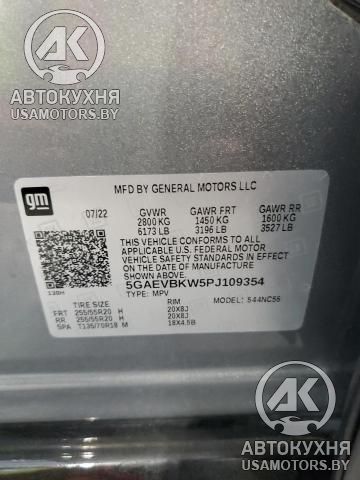 АК
АВТОКУХНЯ
USAMOTORS.BY
gm
MFD BY GENERAL MOTORS LLC
07/22 GVWR GAWR FRT GAWR RR
2800 KG 1450 KG 1600 KG
6173 LB 3196 LB 3527 LB
THIS VEHICLE CONFORMS TO ALL
APPLICABLE U.S. FEDERAL MOTOR
VEHICLE SAFETY STANDARDS IN
EFFECT ON THE DATE OF MANUFACTURE
SHOWN ABOVE.
5GAEVBKW5PJ109354
TYPE: MPV MODEL: 544NC56
TIRE SIZE RIM
FRT 255/55R20 H 20X8J
RR 255/55R20 H 20X8J
SPA T135/70R18 M 18X4.5B
АК
АВТОКУХНЯ
USAMOTORS.BY